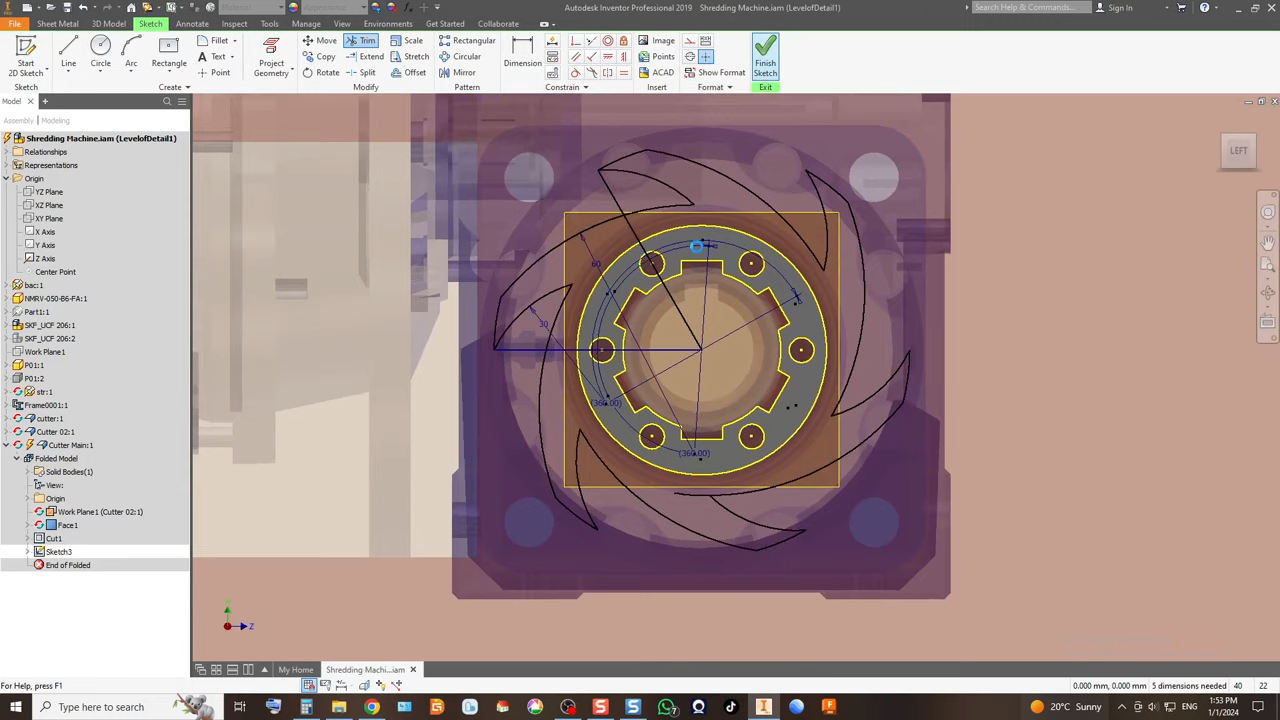 Material
Appearance
Autodesk Inventor Professional 2019 Shredding Machine.iam (LevelofDetail1)
Search Help & Commands...
Sign In
File
Sheet Metal
3D Model
Sketch
Annotate
Inspect
Tools
Manage
View
Environments
Get Started
Collaborate
Start
2D Sketch
Line
Circle
Arc
Rectangle
Fillet
Text
Point
Project
Geometry
Move
Copy
Rotate
Trim
Extend
Split
Scale
Stretch
Offset
Rectangular
Circular
Mirror
Dimension
Image
Points
ACAD
Show Format
Finish
Sketch
Sketch
Create
Modify
Pattern
Constrain
Insert
Format
Exit
Model
Assembly
Modeling
Shredding Machine.iam (LevelofDetail1)
Relationships
Representations
Origin
YZ Plane
XZ Plane
XY Plane
X Axis
Y Axis
Z Axis
Center Point
bac:1
NMRV-050-B6-FA:1
Part1:1
SKF_UCF 206:1
SKF_UCF 206:2
Work Plane1
P01:1
P01:2
str:1
Frame0001:1
cutter:1
Cutter 02:1
Cutter Main:1
Folded Model
Solid Bodies(1)
View:
Origin
Work Plane1 (Cutter 02:1)
Face1
Cut1
Sketch3
End of Folded
LEFT
60
30
(360.00)
(360.00)
Z
My Home
Shredding Machi...iam
For Help, press F1
0.000 mm, 0.000 mm
5 dimensions needed
40
22
Type here to search
20°C Sunny
ENG
1:53 PM
1/1/2024